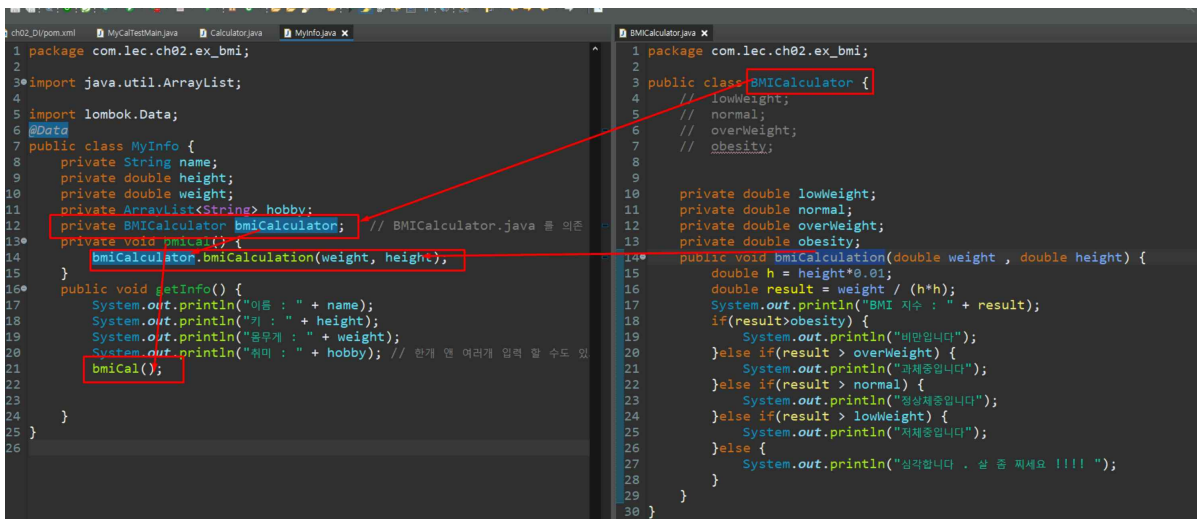 ch02_DI/pom.xml MyCalTestMain.java Calculator.java MyInfo.java
1 package com.lec.ch02.ex_bmi;
2
3 import java.util.ArrayList;
4
5 import lombok.Data;
6 @Data
7 public class MyInfo {
8 private String name;
9 private double height;
10 private double weight;
11 private ArrayList<String> hobby;
12 private BMICalculator bmiCalculator; // BMICalculator.java 를 의존
13 private void bmiCal() {
14 bmiCalculator.bmiCalculation(weight, height);
15 }
16 public void getInfo() {
17 System.out.println("이름 : " + name);
18 System.out.println("키 : " + height);
19 System.out.println("몸무게 : " + weight);
20 System.out.println("취미 : " + hobby); // 한개 앤 여러개 입력 할 수도 있
21 bmiCal();
22
23
24 }
25 }
26
BMICalculator.java
1 package com.lec.ch02.ex_bmi;
2
3 public class BMICalculator {
4 // lowWeight;
5 // normal;
6 // overWeight;
7 // obesity;
8
9
10 private double lowWeight;
11 private double normal;
12 private double overWeight;
13 private double obesity;
14 public void bmiCalculation(double weight , double height) {
15 double h = height*0.01;
16 double result = weight / (h*h);
17 System.out.println("BMI 지수 : " + result);
18 if(result>obesity) {
19 System.out.println("비만입니다");
20 }else if(result > overWeight) {
21 System.out.println("과체중입니다");
22 }else if(result > normal) {
23 System.out.println("정상체중입니다");
24 }else if(result > lowWeight) {
25 System.out.println("저체중입니다");
26 }else {
27 System.out.println("심각합니다 . 살 좀 찌세요 !!!! ");
28 }
29 }
30 }